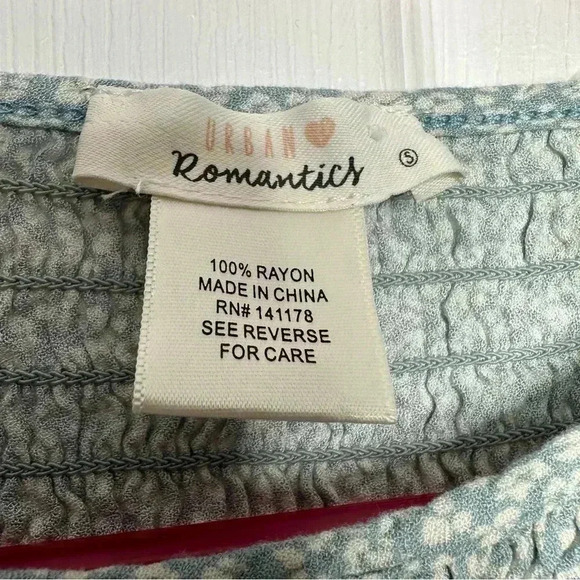 URBAN
Romantics
S
100% RAYON
MADE IN CHINA
RN# 141178
SEE REVERSE
FOR CARE